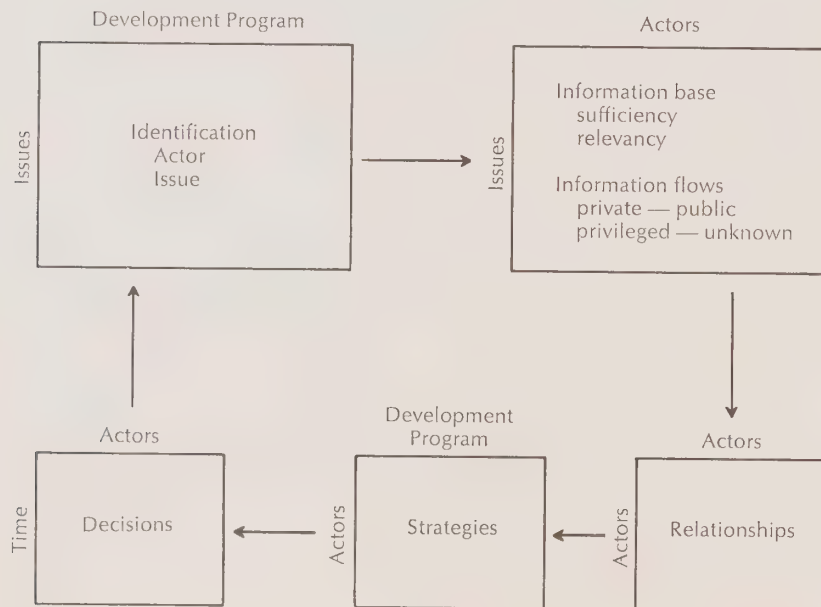 Development Program
Issues
Identification
Actor
Issue
Actors
Issues
Information base
sufficiency
relevancy
Information flows
private — public
privileged — unknown
Actors
Time
Decisions
Development
Program
Actors
Strategies
Actors
Actors
Relationships